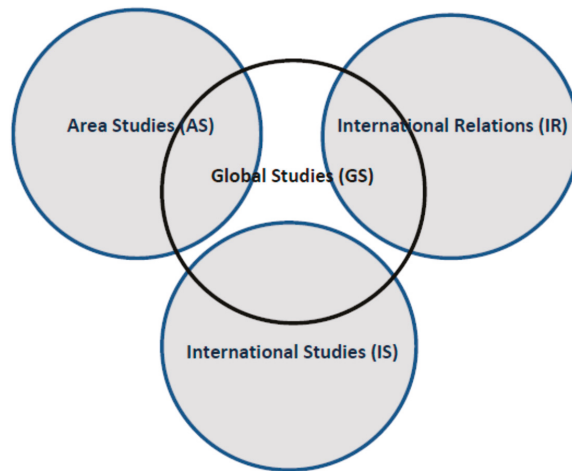 Area Studies (AS)
International Relations (IR)
Global Studies (GS)
International Studies (IS)